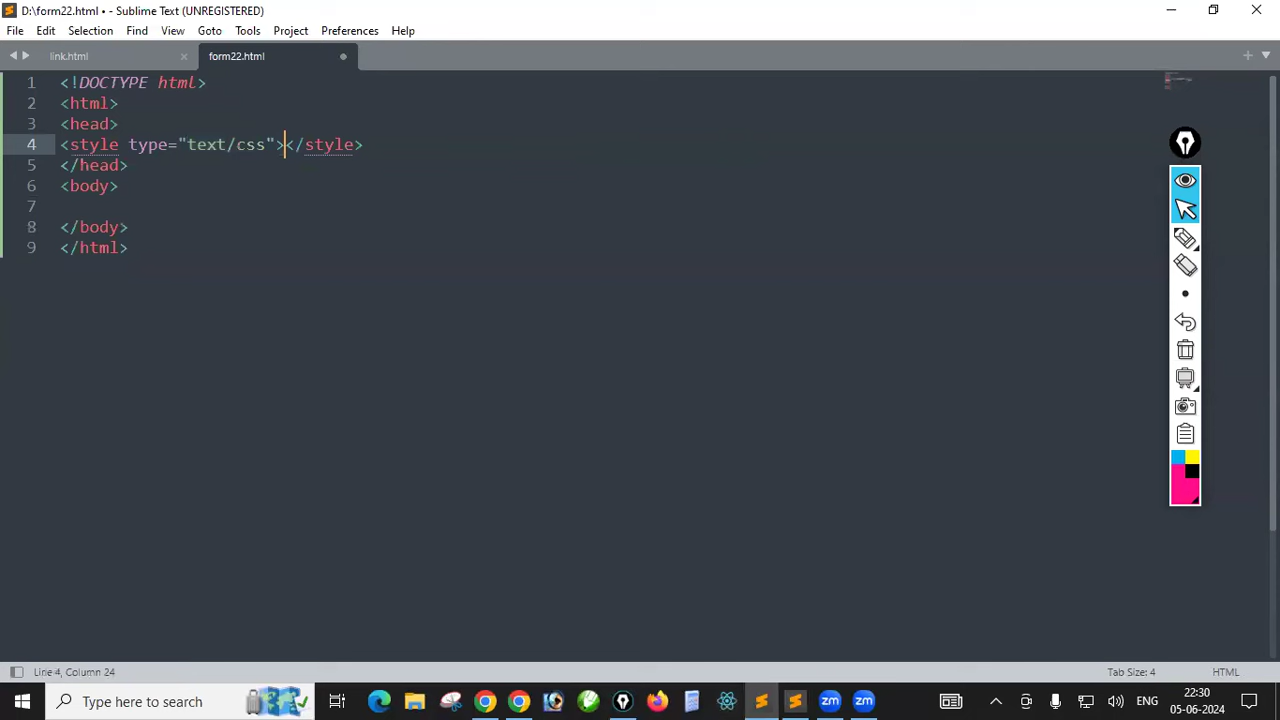 D:\form22.html • - Sublime Text (UNREGISTERED)
File Edit Selection Find View Goto Tools Project Preferences Help
link.html form22.html
1 <!DOCTYPE html>
2 <html>
3 <head>
4 <style type="text/css"></style>
5 </head>
6 <body>
7
8 </body>
9 </html>
Line 4, Column 24 Tab Size: 4 HTML
Type here to search
zm zm
ENG
22:30
05-06-2024